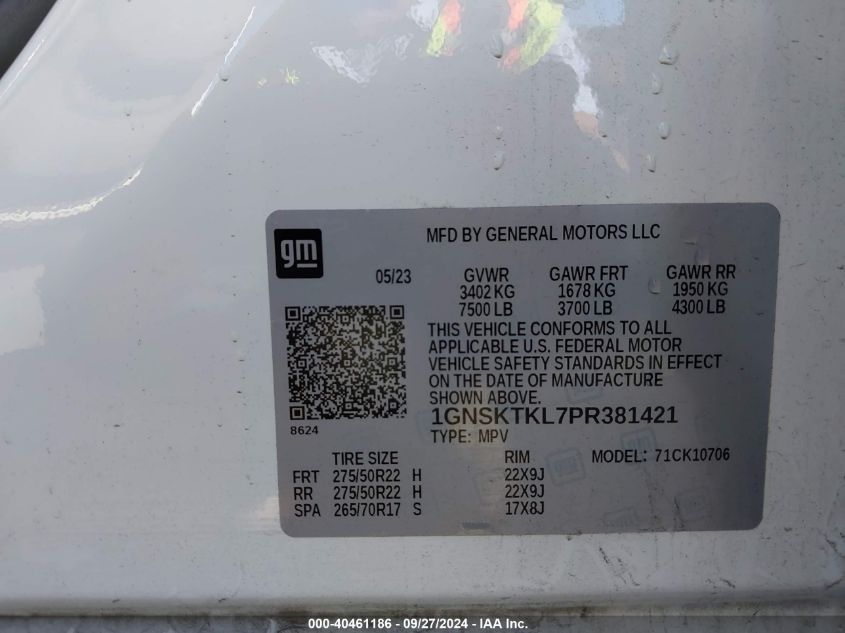 gm
MFD BY GENERAL MOTORS LLC
05/23 GVWR GAWR FRT GAWR RR
3402 KG 1678 KG 1950 KG
7500 LB 3700 LB 4300 LB
THIS VEHICLE CONFORMS TO ALL
APPLICABLE U.S. FEDERAL MOTOR
VEHICLE SAFETY STANDARDS IN EFFECT
ON THE DATE OF MANUFACTURE
SHOWN ABOVE.
1GNSKTKL7PR381421
8624
TYPE: MPV
TIRE SIZE RIM MODEL: 71CK10706
FRT 275/50R22 H 22X9J
RR 275/50R22 H 22X9J
SPA 265/70R17 S 17X8J
000-40461186 - 09/27/2024 - IAA Inc.